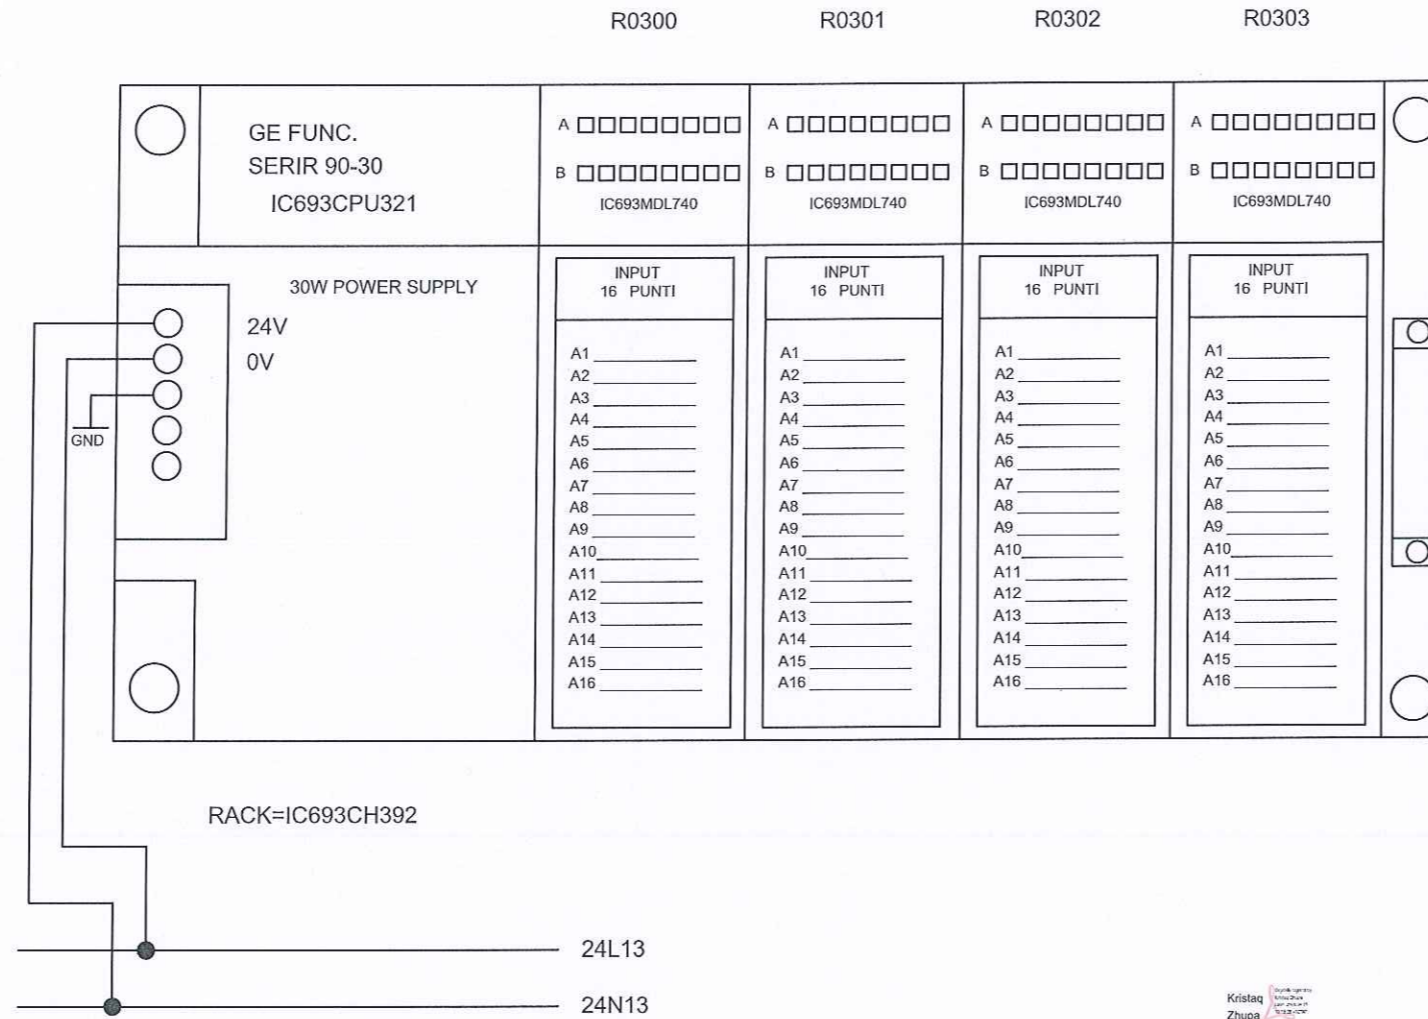 R0300 R0301 R0302 R0303
GE FUNC.
SERIR 90-30
IC693CPU321
A
B
IC693MDL740
A
B
IC693MDL740
A
B
IC693MDL740
A
B
IC693MDL740
30W POWER SUPPLY
24V
0V
GND
INPUT
16 PUNTI
A1
A2
A3
A4
A5
A6
A7
A8
A9
A10
A11
A12
A13
A14
A15
A16
INPUT
16 PUNTI
A1
A2
A3
A4
A5
A6
A7
A8
A9
A10
A11
A12
A13
A14
A15
A16
INPUT
16 PUNTI
A1
A2
A3
A4
A5
A6
A7
A8
A9
A10
A11
A12
A13
A14
A15
A16
INPUT
16 PUNTI
A1
A2
A3
A4
A5
A6
A7
A8
A9
A10
A11
A12
A13
A14
A15
A16
RACK=IC693CH392
24L13
24N13
Kristaq
Zhupa